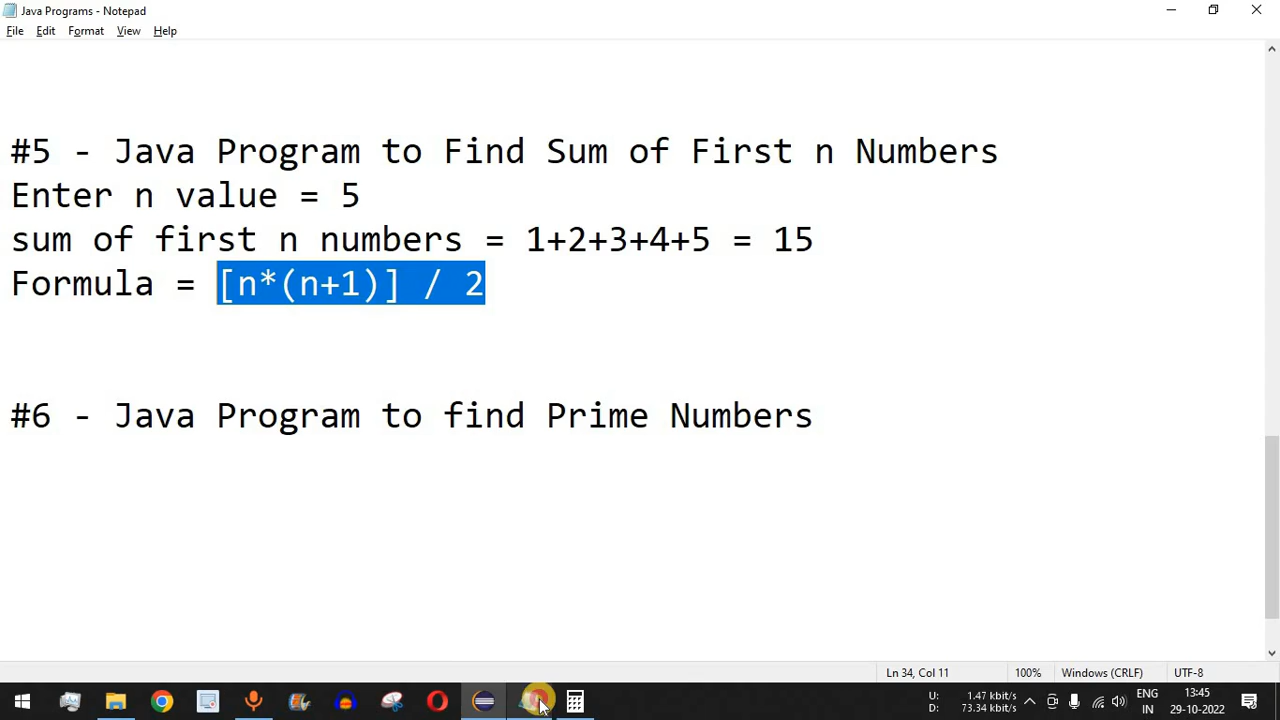 Java Programs - Notepad
File Edit Format View Help
#5 - Java Program to Find Sum of First n Numbers
Enter n value = 5
sum of first n numbers = 1+2+3+4+5 = 15
Formula = [n*(n+1)] / 2
#6 - Java Program to find Prime Numbers
Ln 34, Col 11 100% Windows (CRLF) UTF-8
U: 1.47 kbit/s ENG 13:45
D: 73.34 kbit/s IN 29-10-2022